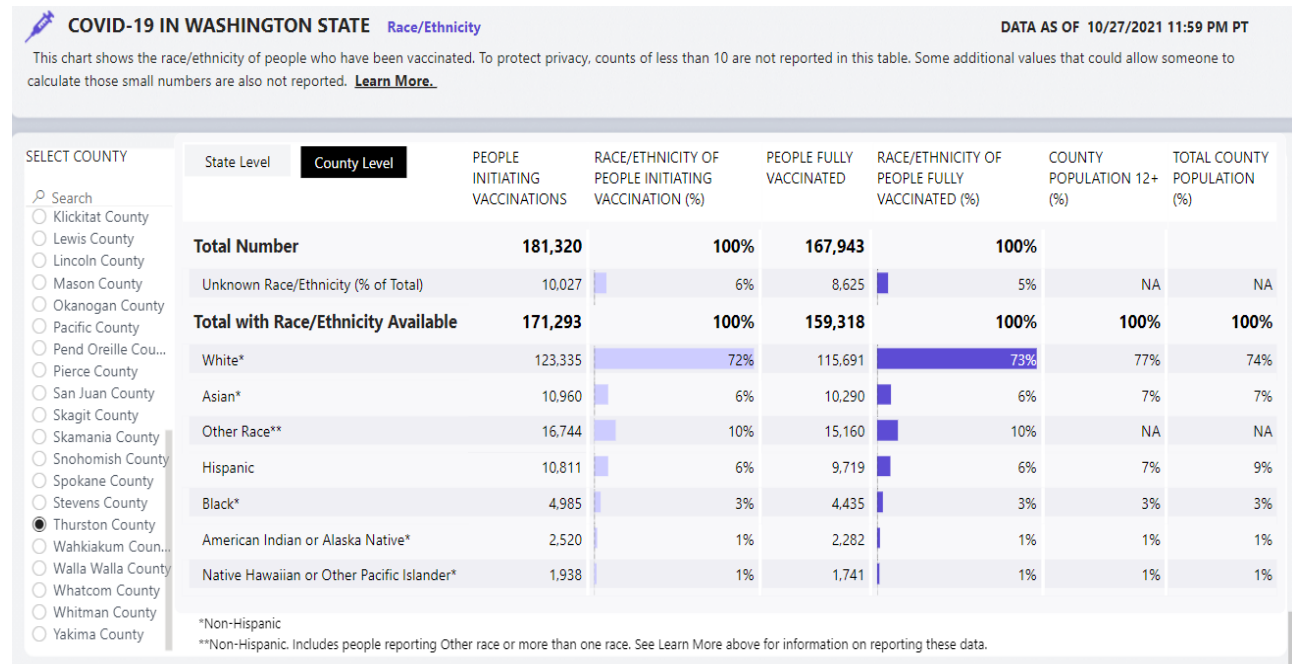 COVID-19 IN WASHINGTON STATE Race/Ethnicity DATA AS OF 10/27/2021 11:59 PM PT
This chart shows the race/ethnicity of people who have been vaccinated. To protect privacy, counts of less than 10 are not reported in this table. Some additional values that could allow someone to
calculate those small numbers are also not reported. Learn More.
SELECT COUNTY
Search
Klickitat County
Lewis County
Lincoln County
Mason County
Okanogan County
Pacific County
Pend Oreille Cou...
Pierce County
San Juan County
Skagit County
Skamania County
Snohomish County
Spokane County
Stevens County
Thurston County
Wahkiakum Coun...
Walla Walla County
Whatcom County
Whitman County
Yakima County
State Level County Level
PEOPLE
INITIATING
VACCINATIONS
RACE/ETHNICITY OF
PEOPLE INITIATING
VACCINATION (%)
PEOPLE FULLY
VACCINATED
RACE/ETHNICITY OF
PEOPLE FULLY
VACCINATED (%)
COUNTY
POPULATION 12+
(%)
TOTAL COUNTY
POPULATION
(%)
Total Number 181,320 100% 167,943 100%
Unknown Race/Ethnicity (% of Total) 10,027 6% 8,625 5% NA NA
Total with Race/Ethnicity Available 171,293 100% 159,318 100% 100% 100%
White* 123,335 72% 115,691 73% 77% 74%
Asian* 10,960 6% 10,290 6% 7% 7%
Other Race** 16,744 10% 15,160 10% NA NA
Hispanic 10,811 6% 9,719 6% 7% 9%
Black* 4,985 3% 4,435 3% 3% 3%
American Indian or Alaska Native* 2,520 1% 2,282 1% 1% 1%
Native Hawaiian or Other Pacific Islander* 1,938 1% 1,741 1% 1% 1%
*Non-Hispanic
**Non-Hispanic. Includes people reporting Other race or more than one race. See Learn More above for information on reporting these data.